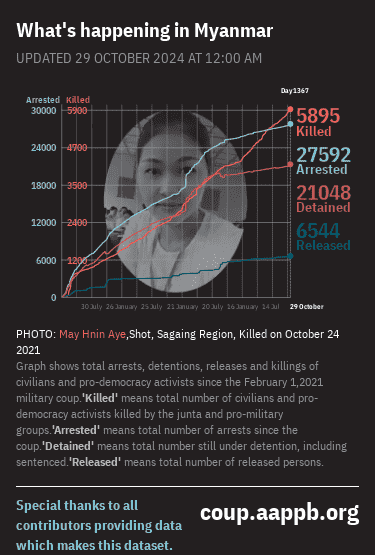 What's happening in Myanmar
UPDATED 29 OCTOBER 2024 AT 12:00 AM
Day1367
Arrested Killed
30000 5900
24000 4700
18000 3500
12000 2400
6000 1200
0
5895
Killed
27592
Arrested
21048
Detained
6544
Released
30 July 26 January 25 July 21 January 20 July 16 January 14 Jul 29 October
PHOTO: May Hnin Aye,Shot, Sagaing Region, Killed on October 24
2021
Graph shows total arrests, detentions, releases and killings of
civilians and pro-democracy activists since the February 1,2021
military coup.'Killed' means total number of civilians and pro-
democracy activists killed by the junta and pro-military
groups.'Arrested' means total number of arrests since the
coup.'Detained' means total number still under detention, including
sentenced.'Released' means total number of released persons.
Special thanks to all
contributors providing data
which makes this dataset.
coup.aappb.org